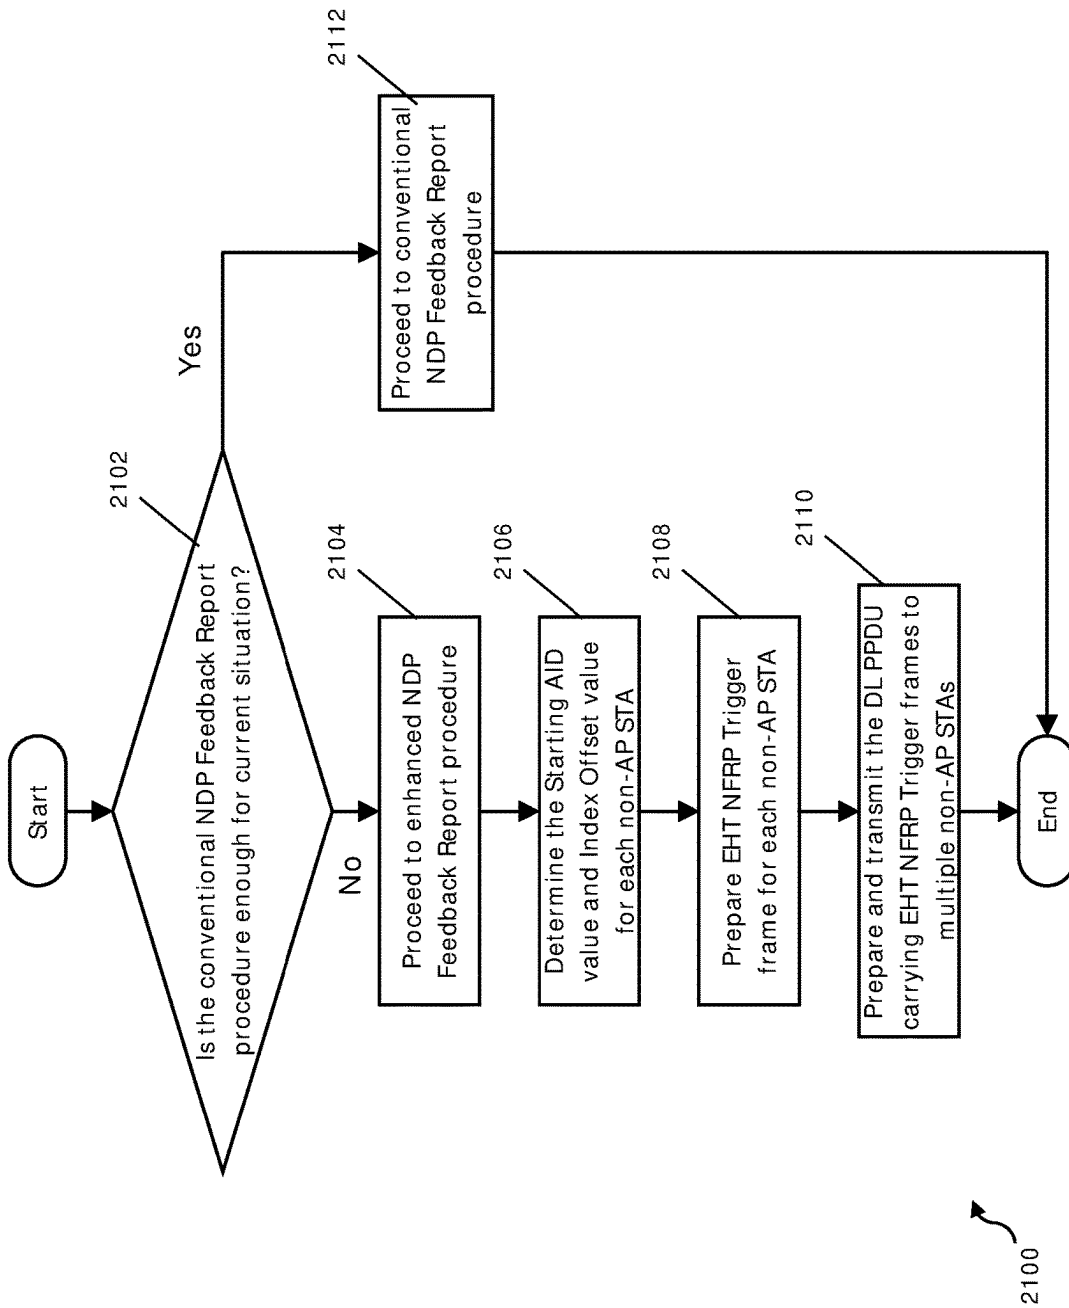 Start
2102
Is the conventional NDP Feedback Report
procedure enough for current situation?
Yes
No
2104
Proceed to enhanced NDP
Feedback Report procedure
2112
Proceed to conventional
NDP Feedback Report
procedure
2106
Determine the Starting AID
value and Index Offset value
for each non-AP STA
2108
Prepare EHT NFRP Trigger
frame for each non-AP STA
2110
Prepare and transmit the DL PPDU
carrying EHT NFRP Trigger frames to
multiple non-AP STAs
End
2100